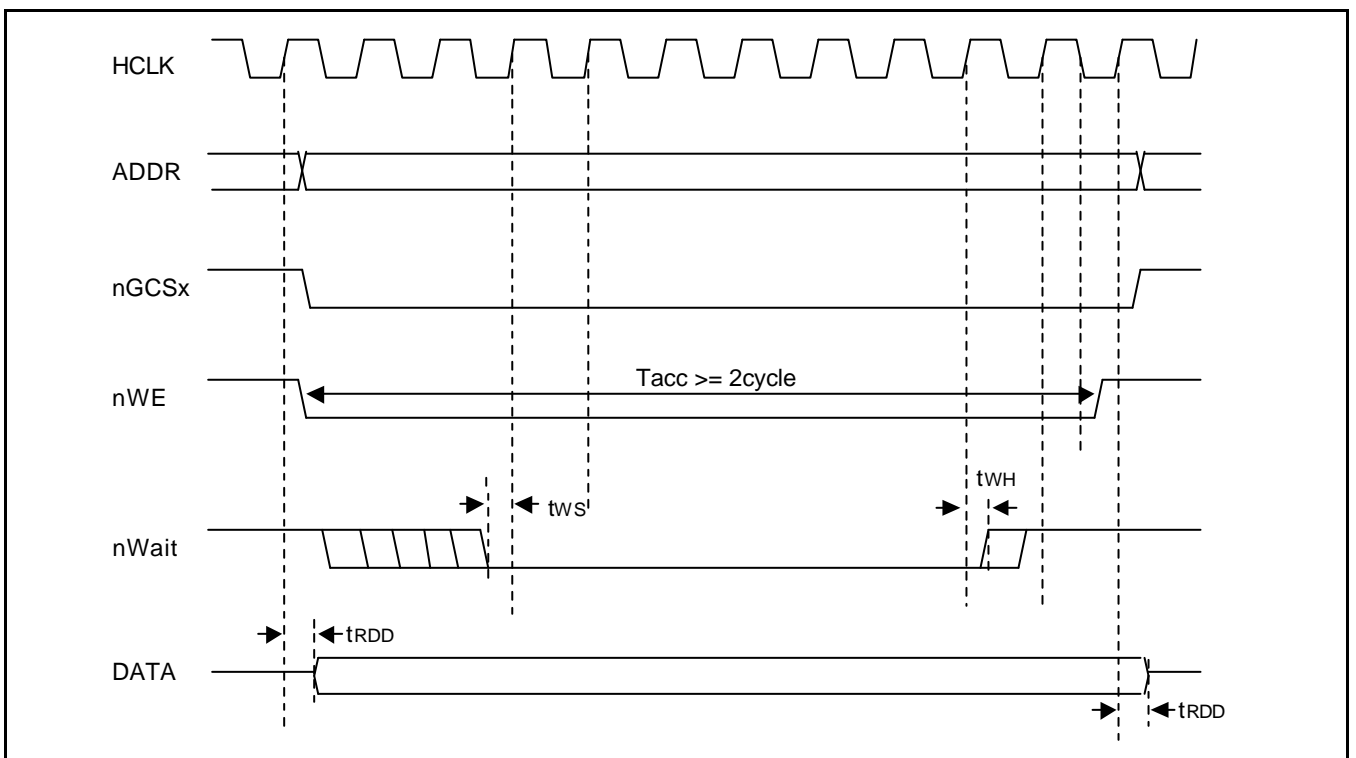 HCLK
ADDR
nGCSx
Tacc >= 2cycle
nWE
tWH
tWS
nWait
tRDD
DATA
tRDD